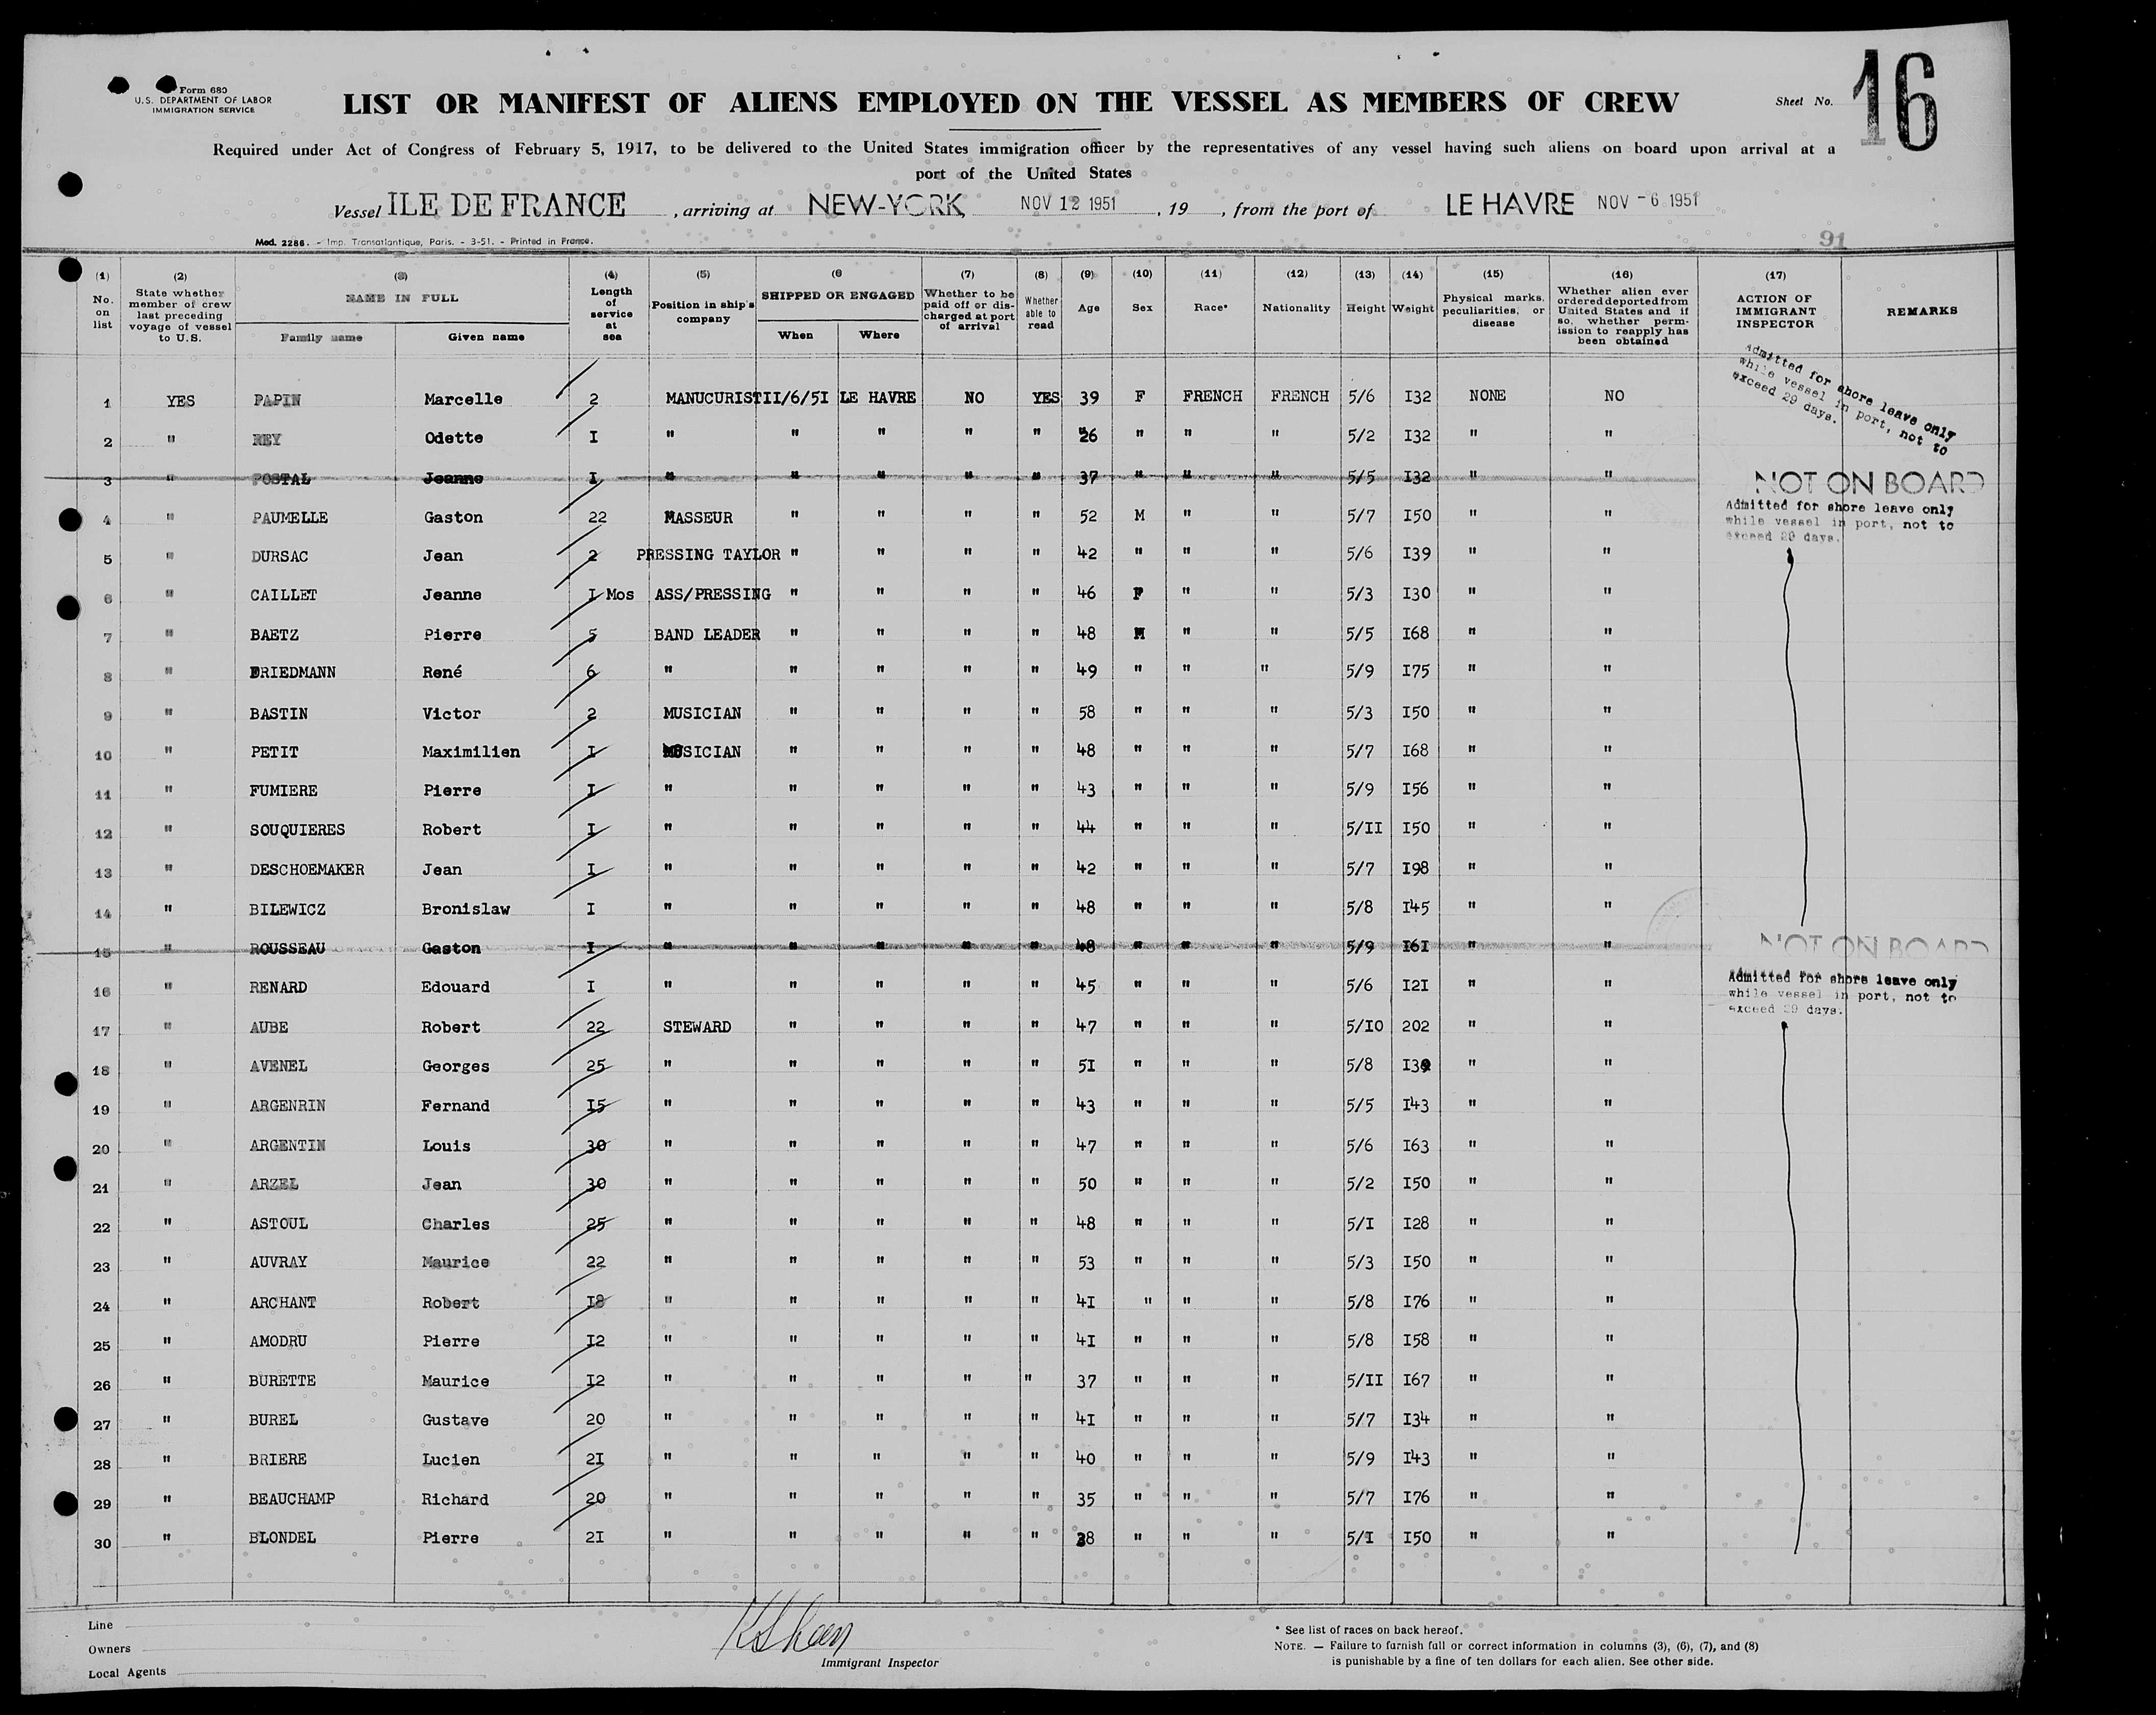 Form 680
U.S. DEPARTMENT OF LABOR
IMMIGRATION SERVICE
LIST OR MANIFEST OF ALIENS EMPLOYED ON THE VESSEL AS MEMBERS OF CREW
Sheet No. 16
Required under Act of Congress of February 5, 1917, to be delivered to the United States immigration officer by the representatives of any vessel having such aliens on board upon arrival at a
port of the United States
Vessel ILE DE FRANCE , arriving at NEW-YORK NOV 12 1951 , 19 , from the port of LE HAVRE NOV -6 1951
Mod. 2286. - Imp. Transatlantique, Paris. - 3-51. - Printed in France.
91
(1) No. on list
(2) State whether member of crew last preceding voyage of vessel to U.S.
(3) NAME IN FULL Family name Given name
(4) Length of service at sea
(5) Position in ship's company
(6 SHIPPED OR ENGAGED When Where
(7) Whether to be paid off or discharged at port of arrival
(8) Whether able to read
(9) Age
(10) Sex
(11) Race*
(12) Nationality
(13) Height
(14) Weight
(15) Physical marks, peculiarities, or disease
(16) Whether alien ever ordered deported from United States and if so, whether permission to reapply has been obtained
(17) ACTION OF IMMIGRANT INSPECTOR
REMARKS
1 YES PAPIN Marcelle 2 MANUCURIST II/6/5I LE HAVRE NO YES 39 F FRENCH FRENCH 5/6 I32 NONE NO Admitted for shore leave only while vessel in port, not to exceed 29 days.
2 " REY Odette I " " " " " 26 " " " 5/2 I32 " "
3 " POSTAL Jeanne I " " " " " 37 " " " 5/5 I32 " " NOT ON BOARD
4 " PAUMELLE Gaston 22 MASSEUR " " " " 52 M " " 5/7 I50 " " Admitted for shore leave only while vessel in port, not to exceed 29 days.
5 " DURSAC Jean 2 PRESSING TAYLOR " " " " 42 " " " 5/6 I39 " "
6 " CAILLET Jeanne I Mos ASS/PRESSING " " " " 46 F " " 5/3 I30 " "
7 " BAETZ Pierre 5 BAND LEADER " " " " 48 M " " 5/5 I68 " "
8 " FRIEDMANN René 6 " " " " " 49 " " " 5/9 I75 " "
9 " BASTIN Victor 2 MUSICIAN " " " " 58 " " " 5/3 I50 " "
10 " PETIT Maximilien I MUSICIAN " " " " 48 " " " 5/7 I68 " "
11 " FUMIERE Pierre I " " " " " 43 " " " 5/9 I56 " "
12 " SOUQUIERES Robert I " " " " " 44 " " " 5/II I50 " "
13 " DESCHOEMAKER Jean I " " " " " 42 " " " 5/7 I98 " "
14 " BILEWICZ Bronislaw I " " " " " 48 " " " 5/8 I45 " "
15 " ROUSSEAU Gaston I " " " " " 48 " " " 5/9 I6I " " NOT ON BOARD
16 " RENARD Edouard I " " " " " 45 " " " 5/6 I2I " " Admitted for shore leave only while vessel in port, not to exceed 29 days.
17 " AUBE Robert 22 STEWARD " " " " 47 " " " 5/IO 202 " "
18 " AVENEL Georges 25 " " " " " 5I " " " 5/8 I39 " "
19 " ARGENRIN Fernand I5 " " " " " 43 " " " 5/5 I43 " "
20 " ARGENTIN Louis 30 " " " " " 47 " " " 5/6 I63 " "
21 " ARZEL Jean 30 " " " " " 50 " " " 5/2 I50 " "
22 " ASTOUL Charles 25 " " " " " 48 " " " 5/I I28 " "
23 " AUVRAY Maurice 22 " " " " " 53 " " " 5/3 I50 " "
24 " ARCHANT Robert I8 " " " " " 4I " " " 5/8 I76 " "
25 " AMODRU Pierre I2 " " " " " 4I " " " 5/8 I58 " "
26 " BURETTE Maurice I2 " " " " " 37 " " " 5/II I67 " "
27 " BUREL Gustave 20 " " " " " 4I " " " 5/7 I34 " "
28 " BRIERE Lucien 2I " " " " " 40 " " " 5/9 I43 " "
29 " BEAUCHAMP Richard 20 " " " " " 35 " " " 5/7 I76 " "
30 " BLONDEL Pierre 2I " " " " " 38 " " " 5/I I50 " "
Line
Owners
Local Agents
Immigrant Inspector
* See list of races on back hereof.
NOTE. — Failure to furnish full or correct information in columns (3), (6), (7), and (8)
is punishable by a fine of ten dollars for each alien. See other side.